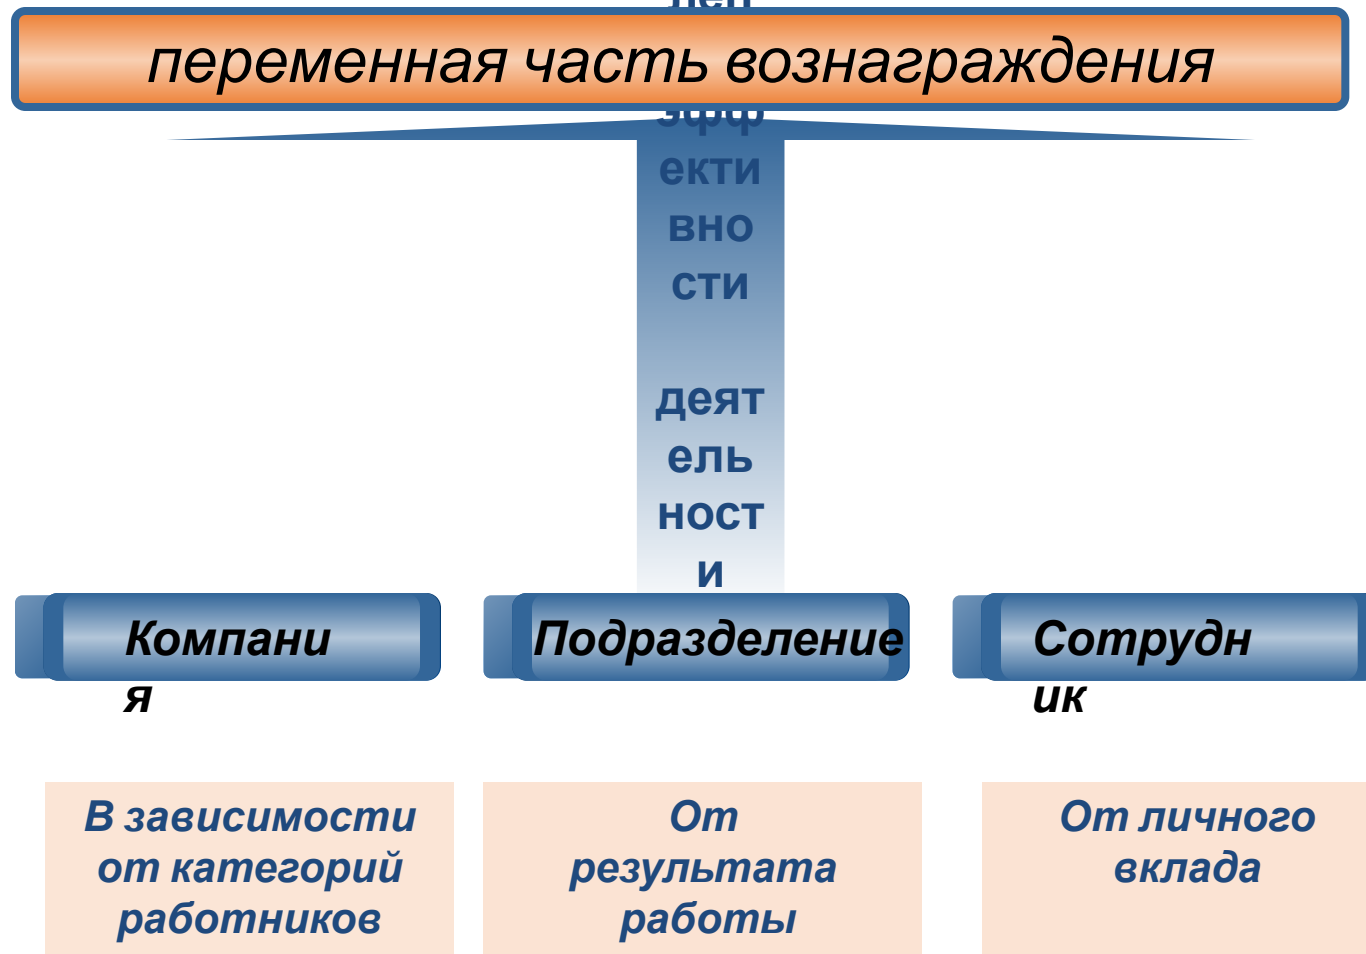 переменная часть вознаграждения
эфф
екти
вно
сти
деят
ель
ност
и
Компани
я
Подразделение
Сотрудн
ик
В зависимости
от категорий
работников
От
результата
работы
От личного
вклада